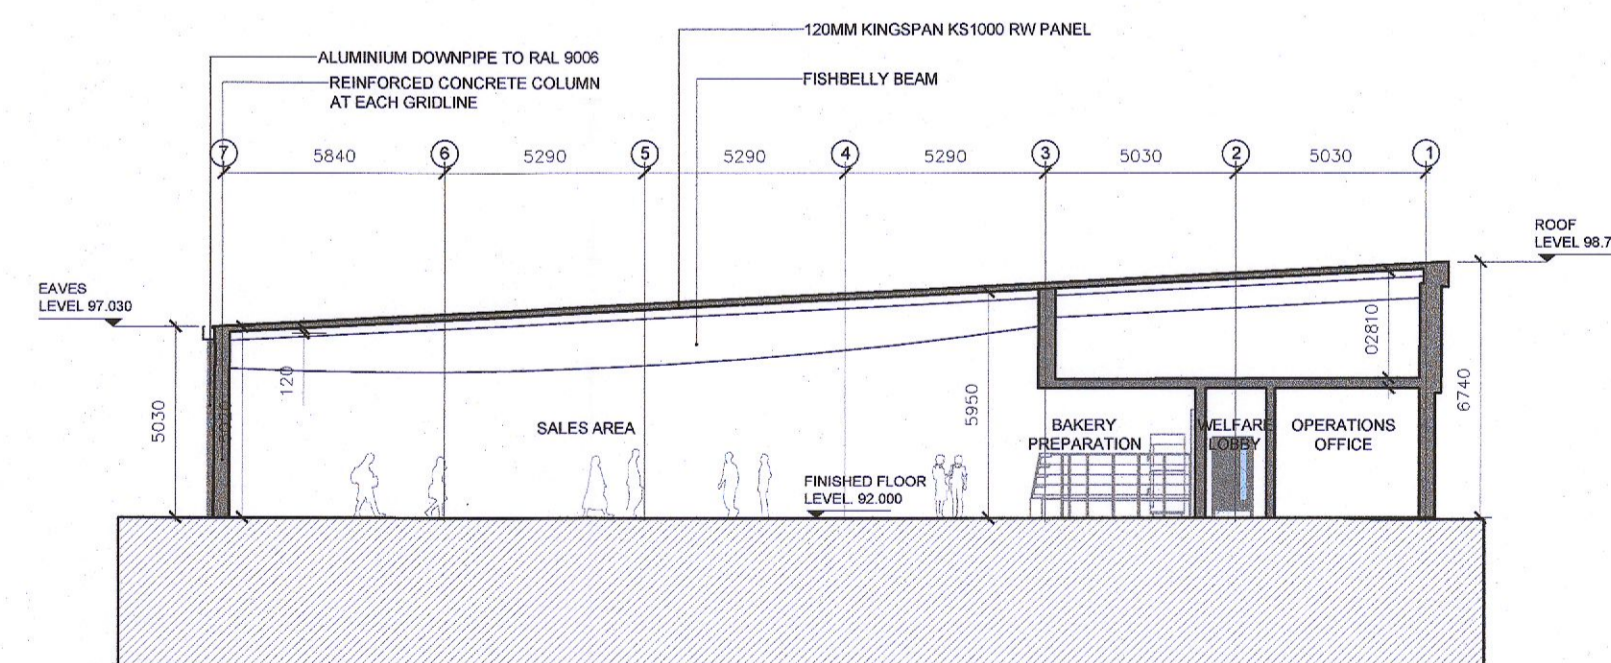 120MM KINGSPAN KS1000 RW PANEL
ALUMINIUM DOWNPIPE TO RAL 9006
REINFORCED CONCRETE COLUMN
AT EACH GRIDLINE
FISHBELLY BEAM
7 5840 6 5290 5 5290 4 5290 3 5030 2 5030 1
ROOF
LEVEL 98.7
EAVES
LEVEL 97.030
120
5030
5950
02810
6740
SALES AREA
BAKERY
PREPARATION
WELFARE
LOBBY
OPERATIONS
OFFICE
FINISHED FLOOR
LEVEL. 92.000